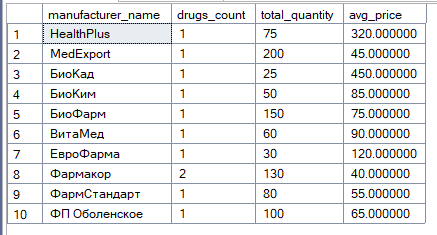 manufacturer_name drugs_count total_quantity avg_price
1 HealthPlus 1 75 320.000000
2 MedExport 1 200 45.000000
3 БиоКад 1 25 450.000000
4 БиоКим 1 50 85.000000
5 БиоФарм 1 150 75.000000
6 ВитаМед 1 60 90.000000
7 ЕвроФарма 1 30 120.000000
8 Фармакор 2 130 40.000000
9 ФармСтандарт 1 80 55.000000
10 ФП Оболенское 1 100 65.000000